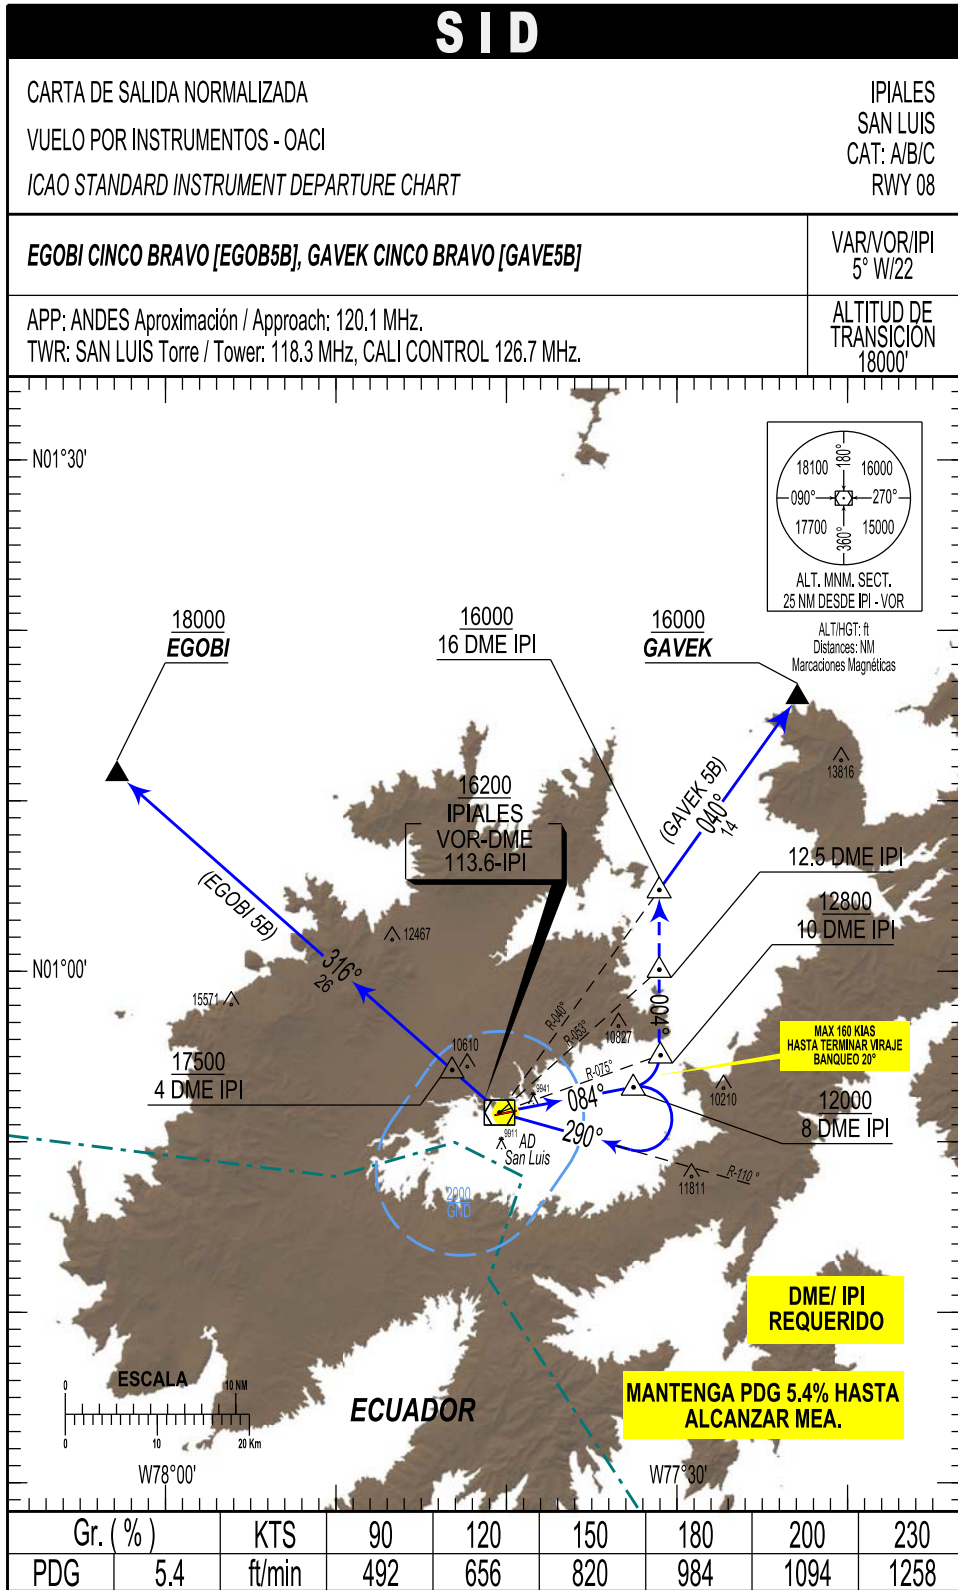 SID
CARTA DE SALIDA NORMALIZADA
VUELO POR INSTRUMENTOS - OACI
ICAO STANDARD INSTRUMENT DEPARTURE CHART
IPIALES
SAN LUIS
CAT: A/B/C
RWY 08
EGOBI CINCO BRAVO [EGOB5B], GAVEK CINCO BRAVO [GAVE5B]
VAR/VOR/IPI
5° W/22
APP: ANDES Aproximación / Approach: 120.1 MHz.
TWR: SAN LUIS Torre / Tower: 118.3 MHz, CALI CONTROL 126.7 MHz.
ALTITUD DE
TRANSICIÓN
18000'
N01°30'
180°
18100 16000
090° 270°
17700 15000
360°
ALT. MNM. SECT.
25 NM DESDE IPI - VOR
ALT/HGT: ft
Distances: NM
Marcaciones Magnéticas
18000
EGOBI
16000
16 DME IPI
16000
GAVEK
13816
16200
IPIALES
VOR-DME
113.6-IPI
(GAVEK 5B)
040°
14
12.5 DME IPI
12800
10 DME IPI
(EGOBI 5B)
316°
26
12467
N01°00'
15571
R-040°
R-053°
10827
004°
MAX 160 KIAS
HASTA TERMINAR VIRAJE
BANQUEO 20°
17500
4 DME IPI
10610
R-075°
9941
084°
10210
12000
8 DME IPI
290°
9911
AD
San Luis
R-110°
11811
2000
GND
DME/ IPI
REQUERIDO
MANTENGA PDG 5.4% HASTA
ALCANZAR MEA.
ESCALA
0 10 NM
0 10 20 Km
ECUADOR
W78°00' W77°30'
Gr. ( % ) KTS 90 120 150 180 200 230
PDG 5.4 ft/min 492 656 820 984 1094 1258